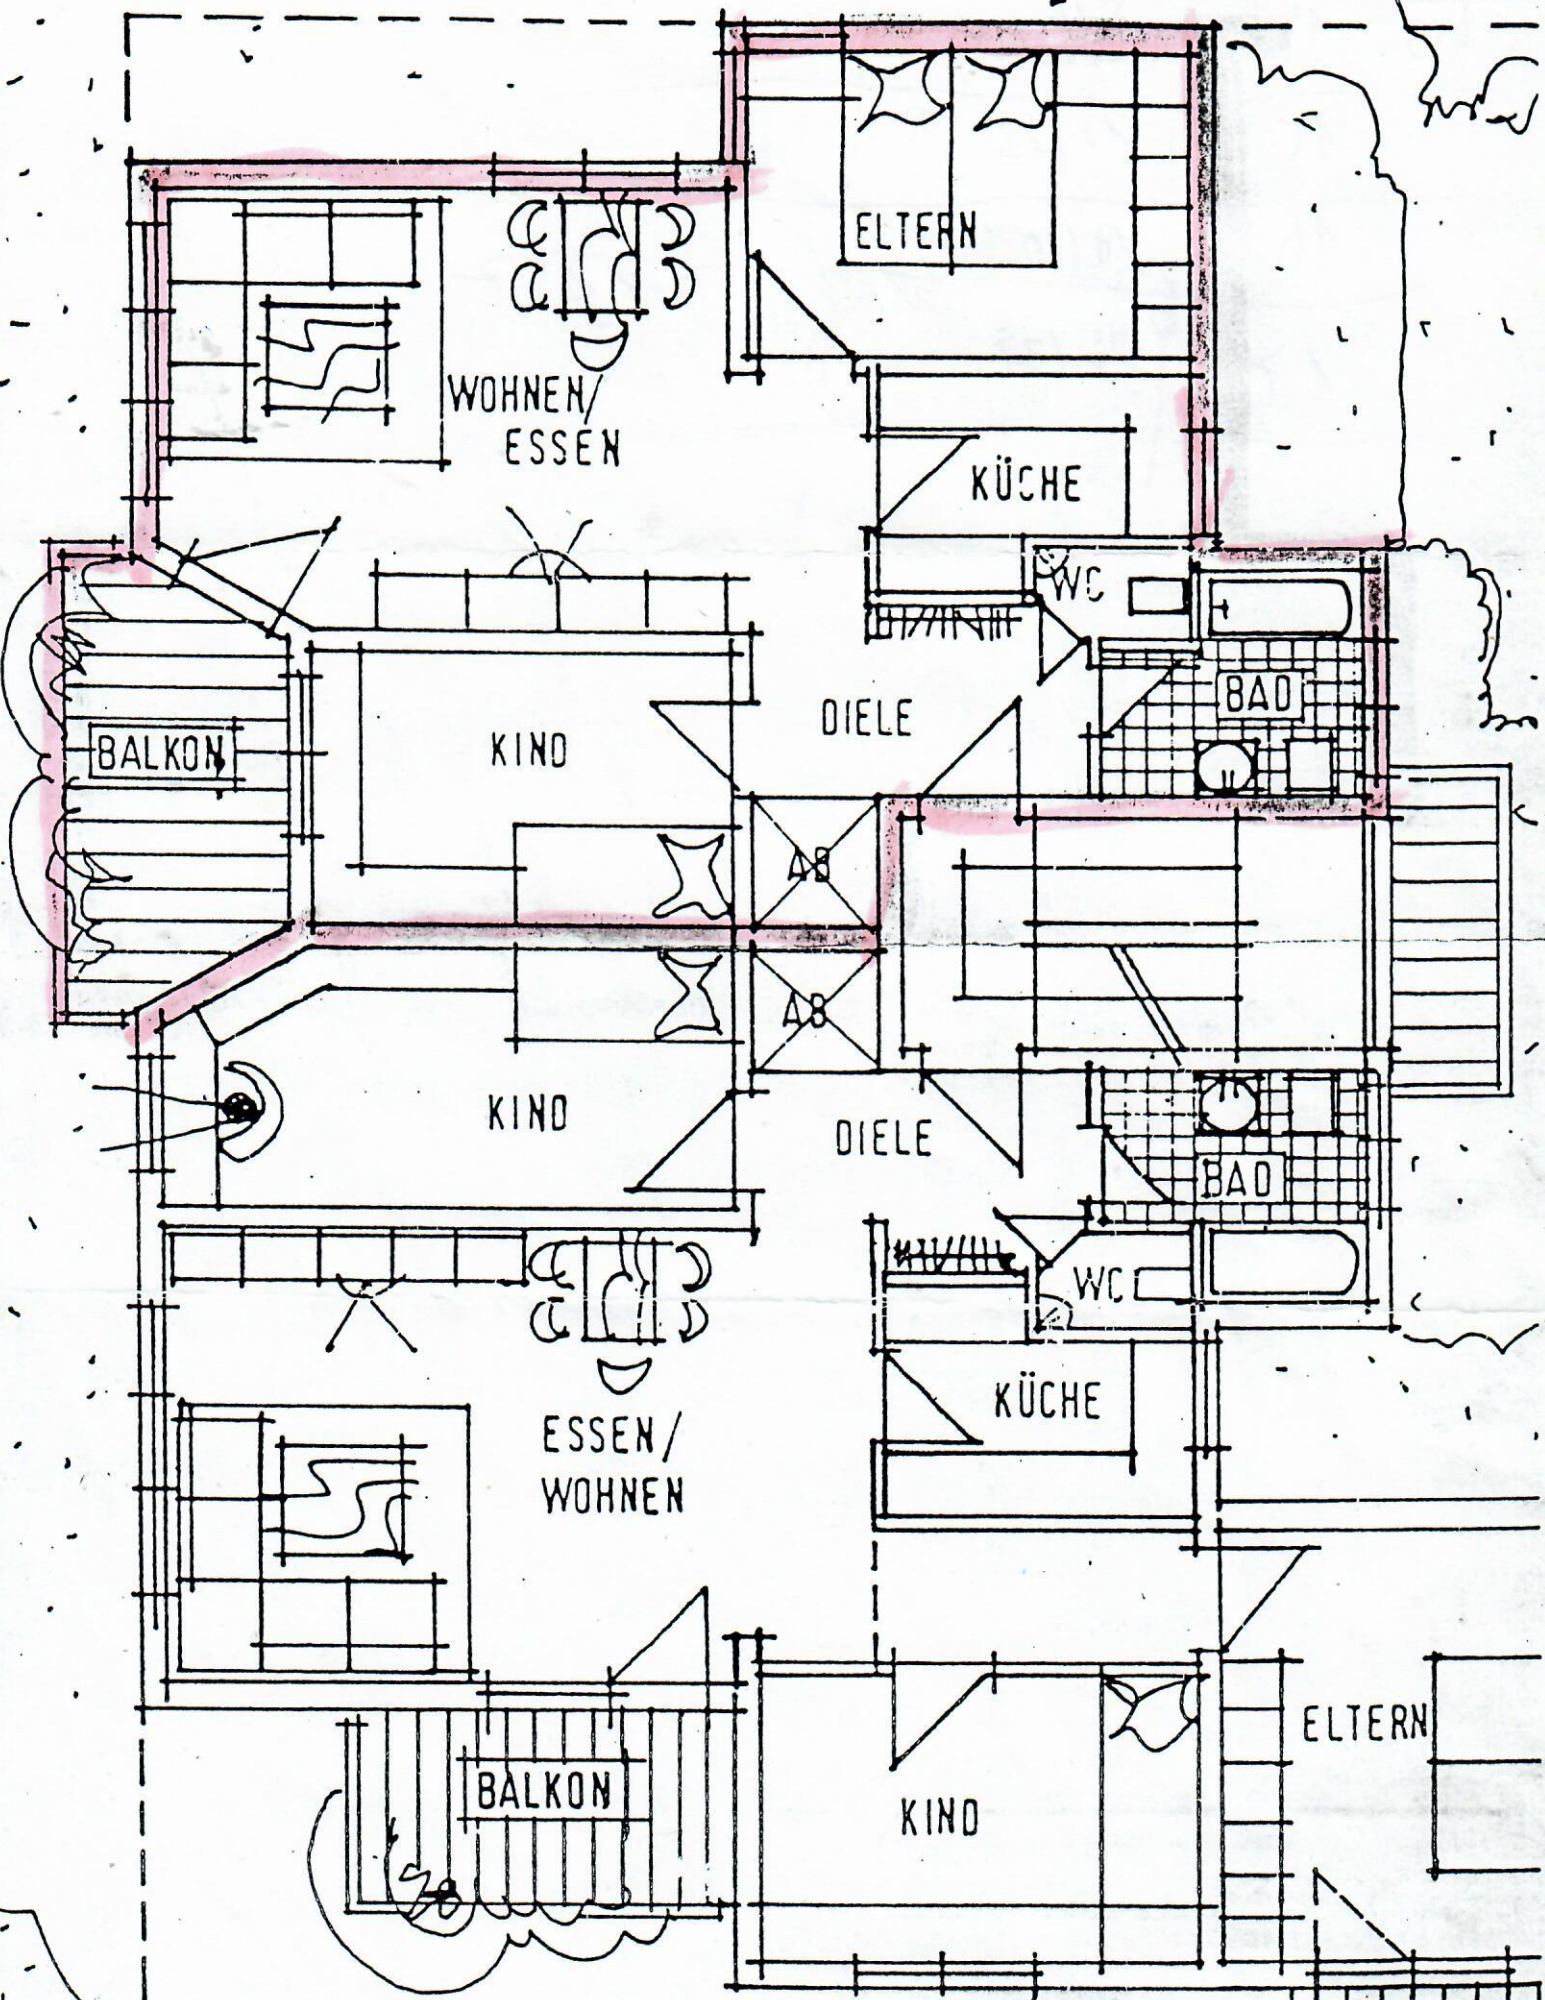 ELTERN
WOHNEN/
ESSEN
KÜCHE
WC
BAD
DIELE
KIND
BALKON
AB
AB
KIND
DIELE
BAD
WC
KÜCHE
ESSEN/
WOHNEN
ELTERN
BALKON
KIND